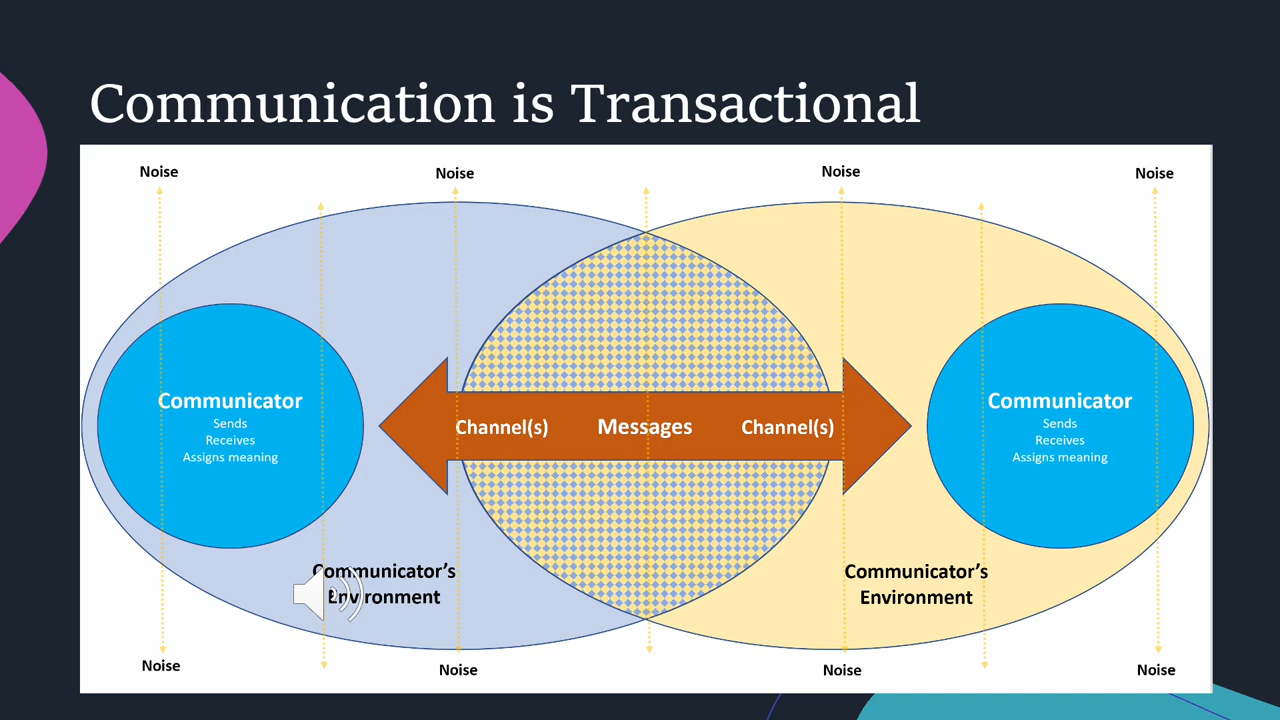 Communication is Transactional
Noise
Noise
Noise
Noise
Communicator
Sends
Receives
Assigns meaning
Channel(s)
Messages
Channel(s)
Communicator
Sends
Receives
Assigns meaning
Communicator's
Environment
Communicator's
Environment
Noise
Noise
Noise
Noise